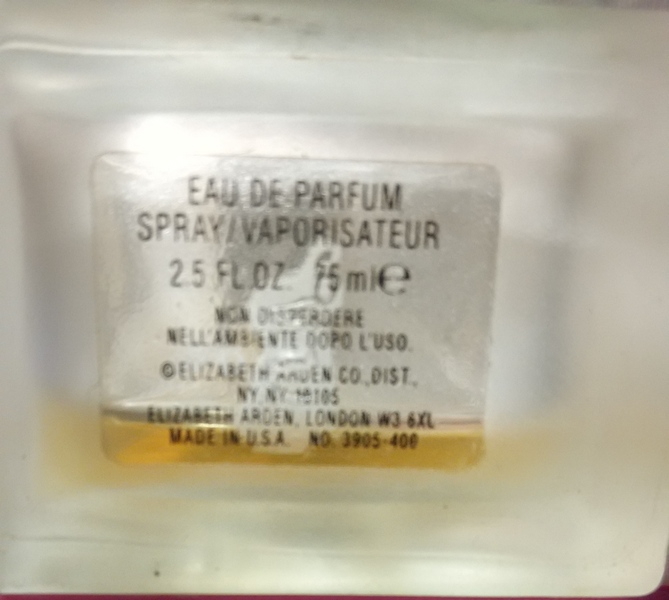 EAU DE PARFUM
SPRAY/VAPORISATEUR
2.5 FL.OZ. 75 ml e
NON DISPERDERE
NELL'AMBIENTE DOPO L'USO.
©ELIZABETH ARDEN CO.,DIST.,
NY.NY 10105
ELIZABETH ARDEN, LONDON W3 6XL
MADE IN U.S.A. NO. 3905-400